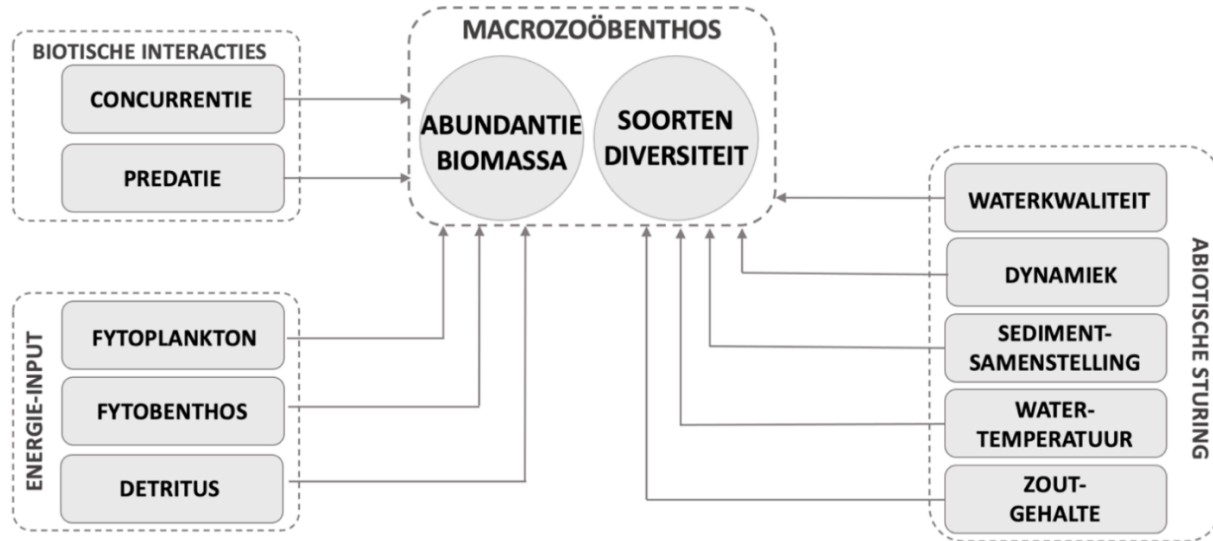 MACROZOÖBENTHOS
ABUNDANTIE
BIOMASSA
SOORTEN
DIVERSITEIT
BIOTISCHE INTERACTIES
CONCURRENTIE
PREDATIE
ENERGIE-INPUT
FYTOPLANKTON
FYTOBENTHOS
DETRITUS
ABIOTISCHE STURING
WATERKWALITEIT
DYNAMIEK
SEDIMENT-
SAMENSTELLING
WATER-
TEMPERATUUR
ZOUT-
GEHALTE